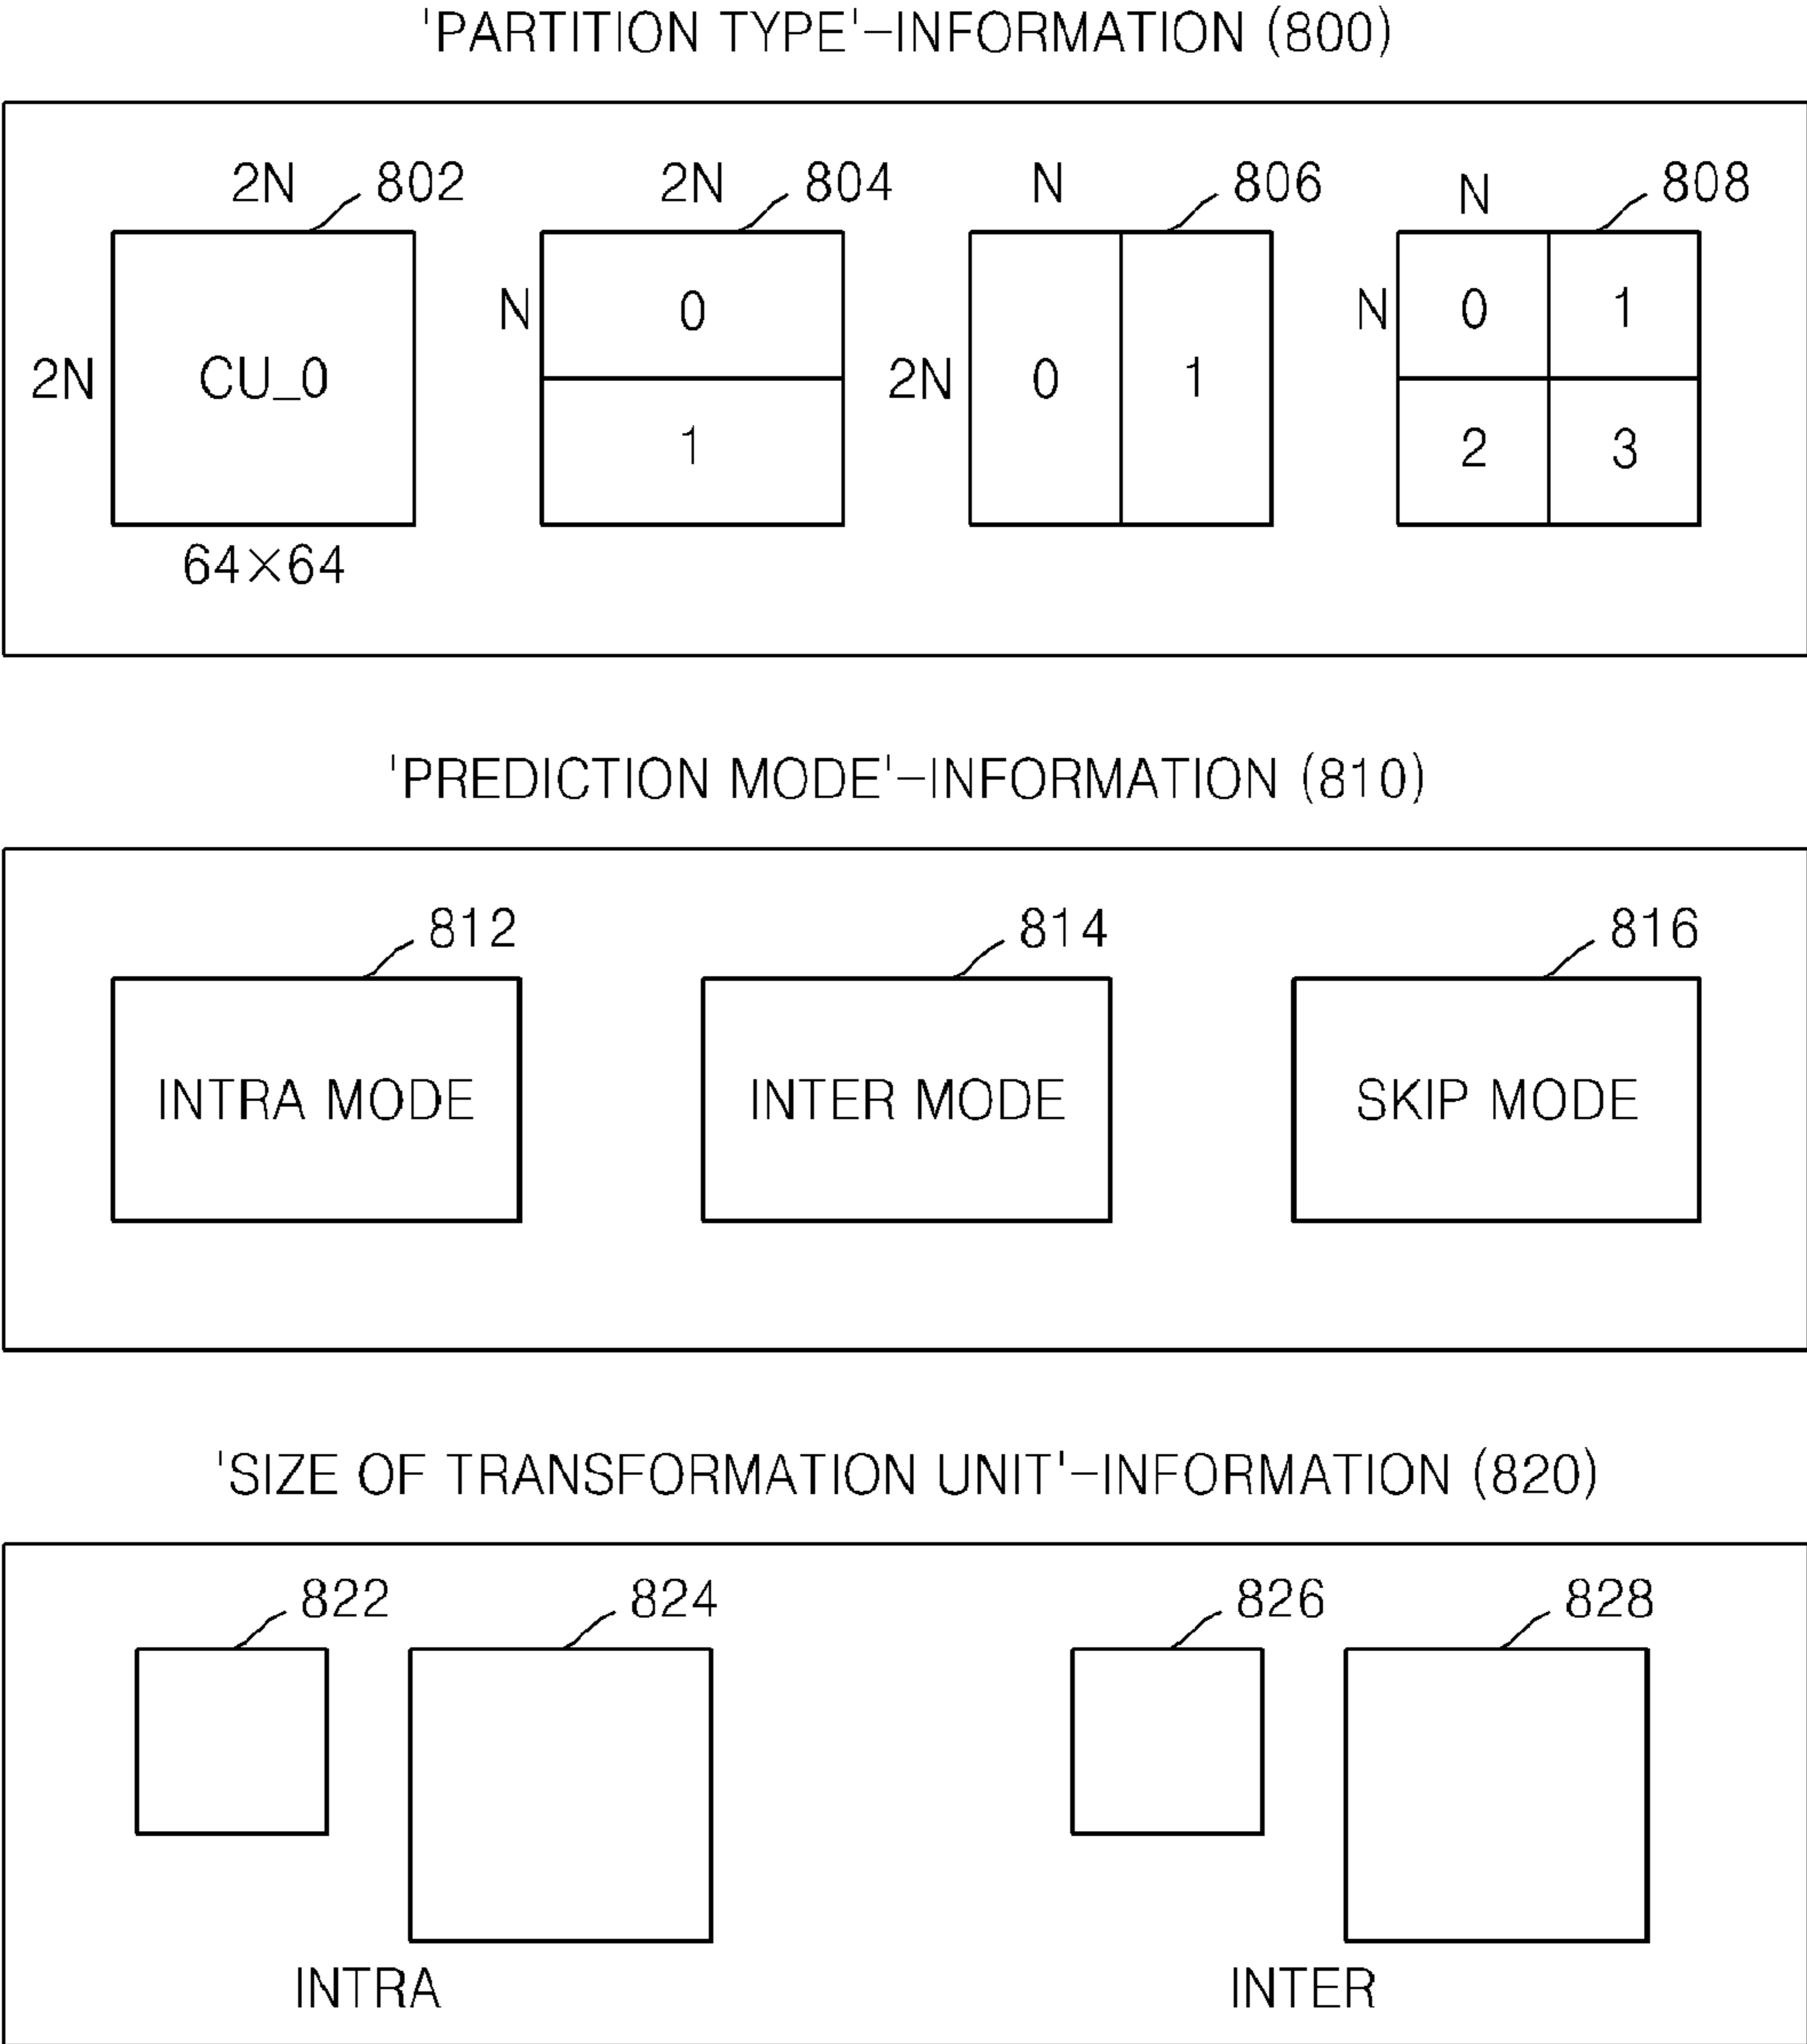 'PARTITION TYPE'-INFORMATION (800)
2N 802 2N 804 N 806 N 808
N 0 N 0 1
2N CU_0 2N 0 1
1 2 3
64×64
'PREDICTION MODE'-INFORMATION (810)
812 814 816
INTRA MODE INTER MODE SKIP MODE
'SIZE OF TRANSFORMATION UNIT'-INFORMATION (820)
822 824 826 828
INTRA INTER